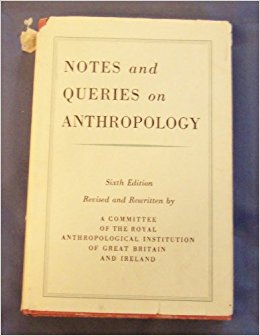 NOTES and
QUERIES on
ANTHROPOLOGY
Sixth Edition
Revised and Rewritten by
A COMMITTEE
OF THE ROYAL
ANTHROPOLOGICAL INSTITUTION
OF GREAT BRITAIN
AND IRELAND